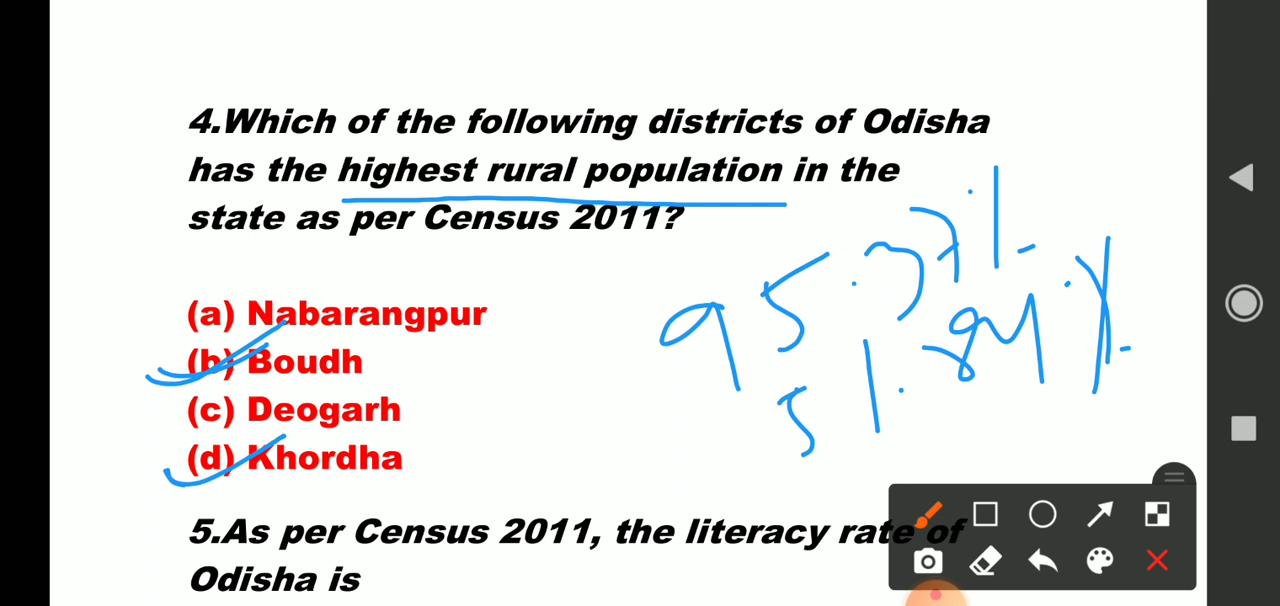 4.Which of the following districts of Odisha
has the highest rural population in the
state as per Census 2011?
(a) Nabarangpur
(b) Boudh
(c) Deogarh
(d) Khordha
95.37%
51.84%
5.As per Census 2011, the literacy rate of
Odisha is